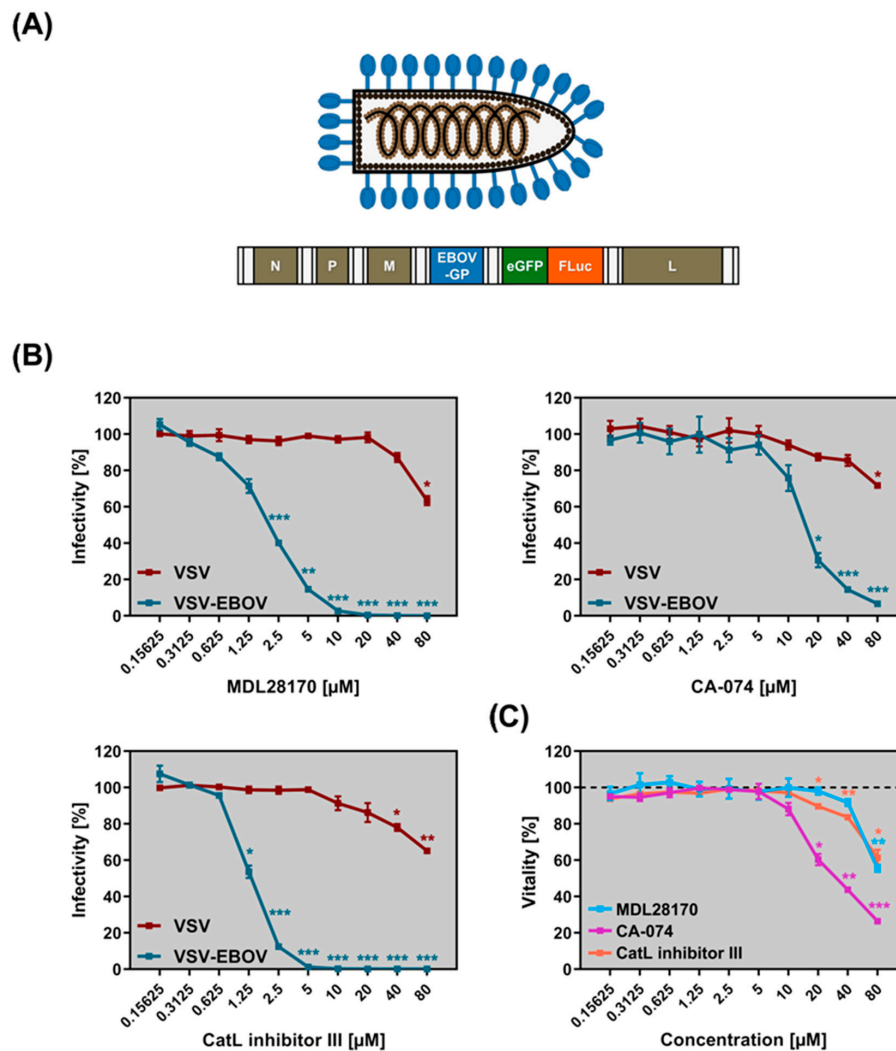 (A)
N P M EBOV eGFP FLuc L
-GP
(B)
Infectivity [%]
120
100
80
60
40
20
0
*
***
**
***
***
***
***
VSV
VSV-EBOV
0.15625 0.3125 0.625 1.25 2.5 5 10 20 40 80
MDL28170 [µM]
Infectivity [%]
120
100
80
60
40
20
0
*
*
***
***
VSV
VSV-EBOV
0.15625 0.3125 0.625 1.25 2.5 5 10 20 40 80
CA-074 [µM]
Infectivity [%]
120
100
80
60
40
20
0
*
**
*
***
***
***
***
***
***
VSV
VSV-EBOV
0.15625 0.3125 0.625 1.25 2.5 5 10 20 40 80
CatL inhibitor III [µM]
(C)
Vitality [%]
120
100
80
60
40
20
0
*
**
*
**
*
**
***
MDL28170
CA-074
CatL inhibitor III
0.15625 0.3125 0.625 1.25 2.5 5 10 20 40 80
Concentration [µM]